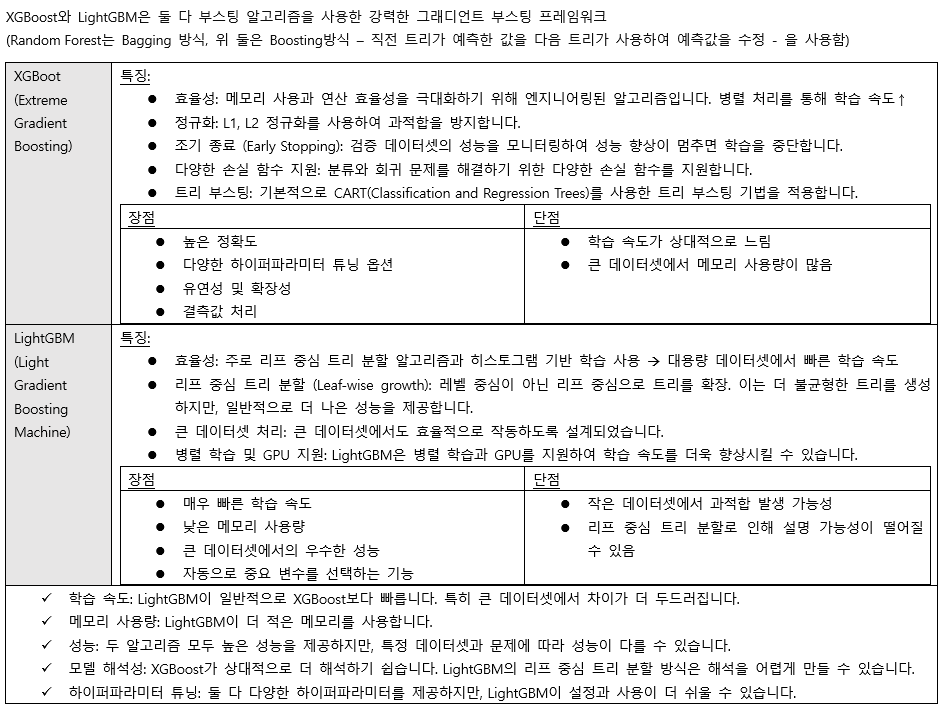 XGBoost와 LightGBM은 둘 다 부스팅 알고리즘을 사용한 강력한 그래디언트 부스팅 프레임워크
(Random Forest는 Bagging 방식, 위 둘은 Boosting방식 – 직전 트리가 예측한 값을 다음 트리가 사용하여 예측값을 수정 - 을 사용함)
XGBoot
(Extreme
Gradient
Boosting)
특징:
● 효율성: 메모리 사용과 연산 효율성을 극대화하기 위해 엔지니어링된 알고리즘입니다. 병렬 처리를 통해 학습 속도↑
● 정규화: L1, L2 정규화를 사용하여 과적합을 방지합니다.
● 조기 종료 (Early Stopping): 검증 데이터셋의 성능을 모니터링하여 성능 향상이 멈추면 학습을 중단합니다.
● 다양한 손실 함수 지원: 분류와 회귀 문제를 해결하기 위한 다양한 손실 함수를 지원합니다.
● 트리 부스팅: 기본적으로 CART(Classification and Regression Trees)를 사용한 트리 부스팅 기법을 적용합니다.
장점
● 높은 정확도
● 다양한 하이퍼파라미터 튜닝 옵션
● 유연성 및 확장성
● 결측값 처리
단점
● 학습 속도가 상대적으로 느림
● 큰 데이터셋에서 메모리 사용량이 많음
LightGBM
(Light
Gradient
Boosting
Machine)
특징:
● 효율성: 주로 리프 중심 트리 분할 알고리즘과 히스토그램 기반 학습 사용 → 대용량 데이터셋에서 빠른 학습 속도
● 리프 중심 트리 분할 (Leaf-wise growth): 레벨 중심이 아닌 리프 중심으로 트리를 확장. 이는 더 불균형한 트리를 생성
하지만, 일반적으로 더 나은 성능을 제공합니다.
● 큰 데이터셋 처리: 큰 데이터셋에서도 효율적으로 작동하도록 설계되었습니다.
● 병렬 학습 및 GPU 지원: LightGBM은 병렬 학습과 GPU를 지원하여 학습 속도를 더욱 향상시킬 수 있습니다.
장점
● 매우 빠른 학습 속도
● 낮은 메모리 사용량
● 큰 데이터셋에서의 우수한 성능
● 자동으로 중요 변수를 선택하는 기능
단점
● 작은 데이터셋에서 과적합 발생 가능성
● 리프 중심 트리 분할로 인해 설명 가능성이 떨어질
수 있음
✓ 학습 속도: LightGBM이 일반적으로 XGBoost보다 빠릅니다. 특히 큰 데이터셋에서 차이가 더 두드러집니다.
✓ 메모리 사용량: LightGBM이 더 적은 메모리를 사용합니다.
✓ 성능: 두 알고리즘 모두 높은 성능을 제공하지만, 특정 데이터셋과 문제에 따라 성능이 다를 수 있습니다.
✓ 모델 해석성: XGBoost가 상대적으로 더 해석하기 쉽습니다. LightGBM의 리프 중심 트리 분할 방식은 해석을 어렵게 만들 수 있습니다.
✓ 하이퍼파라미터 튜닝: 둘 다 다양한 하이퍼파라미터를 제공하지만, LightGBM이 설정과 사용이 더 쉬울 수 있습니다.